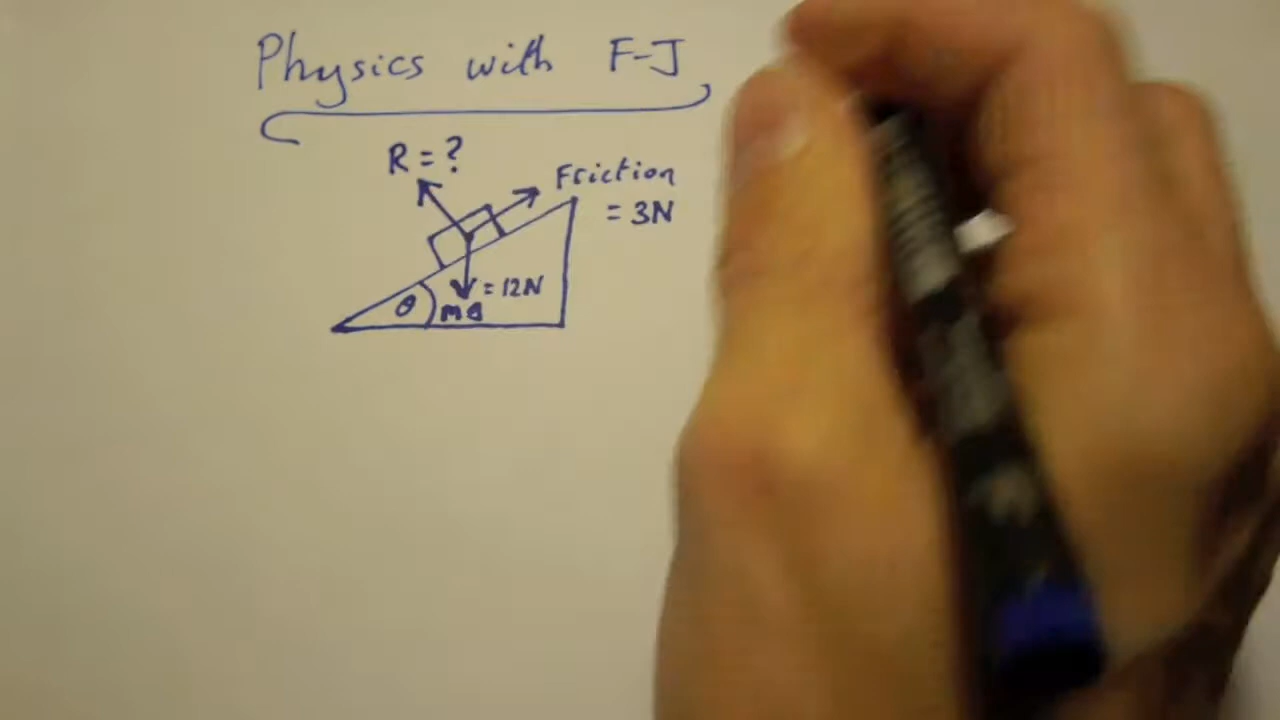 Physics with F-J
R = ?
Friction
= 3N
= 12N
θ
mg